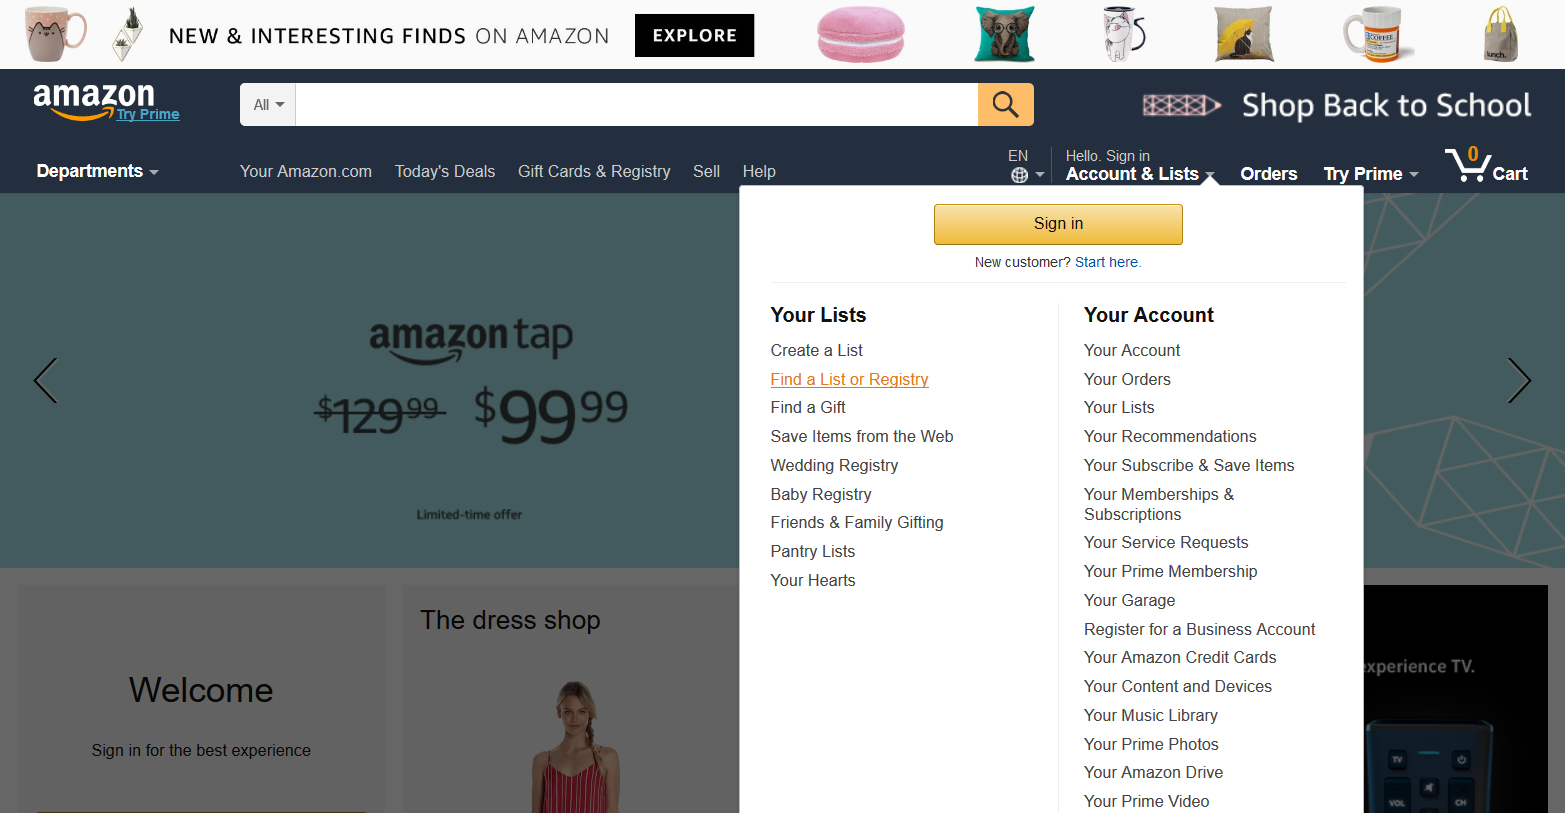 NEW & INTERESTING FINDS ON AMAZON
EXPLORE
COFFEE
lunch.
amazon
Try Prime
All
Shop Back to School
Departments
Your Amazon.com
Today's Deals
Gift Cards & Registry
Sell
Help
EN
Hello. Sign in
Account & Lists
Orders
Try Prime
0
Cart
Sign in
New customer? Start here.
Your Lists
Create a List
Find a List or Registry
Find a Gift
Save Items from the Web
Wedding Registry
Baby Registry
Friends & Family Gifting
Pantry Lists
Your Hearts
Your Account
Your Account
Your Orders
Your Lists
Your Recommendations
Your Subscribe & Save Items
Your Memberships &
Subscriptions
Your Service Requests
Your Prime Membership
Your Garage
Register for a Business Account
Your Amazon Credit Cards
Your Content and Devices
Your Music Library
Your Prime Photos
Your Amazon Drive
Your Prime Video
amazon tap
$129.99 $99.99
Limited-time offer
Welcome
Sign in for the best experience
The dress shop
experience TV.
TV
VOL
CH